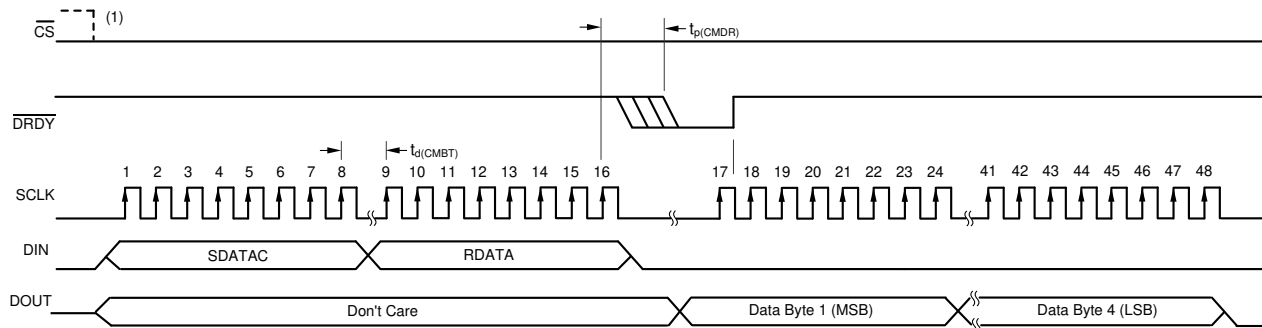 (1)
CS
tp(CMDR)
DRDY
td(CMBT)
1 2 3 4 5 6 7 8 9 10 11 12 13 14 15 16 17 18 19 20 21 22 23 24 41 42 43 44 45 46 47 48
SCLK
DIN SDATAC RDATA
DOUT Don't Care Data Byte 1 (MSB) Data Byte 4 (LSB)